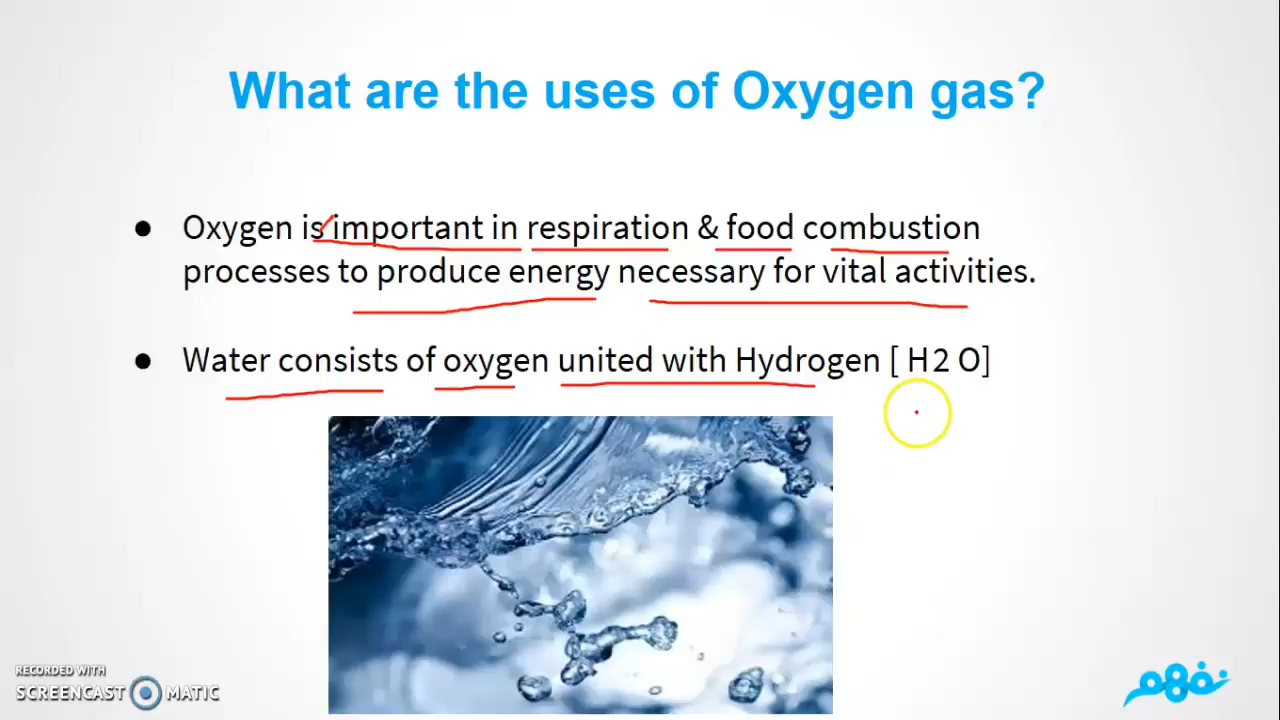 What are the uses of Oxygen gas?
● Oxygen is important in respiration & food combustion
processes to produce energy necessary for vital activities.
● Water consists of oxygen united with Hydrogen [ H2 O]
RECORDED WITH
SCREENCAST MATIC
نفهم